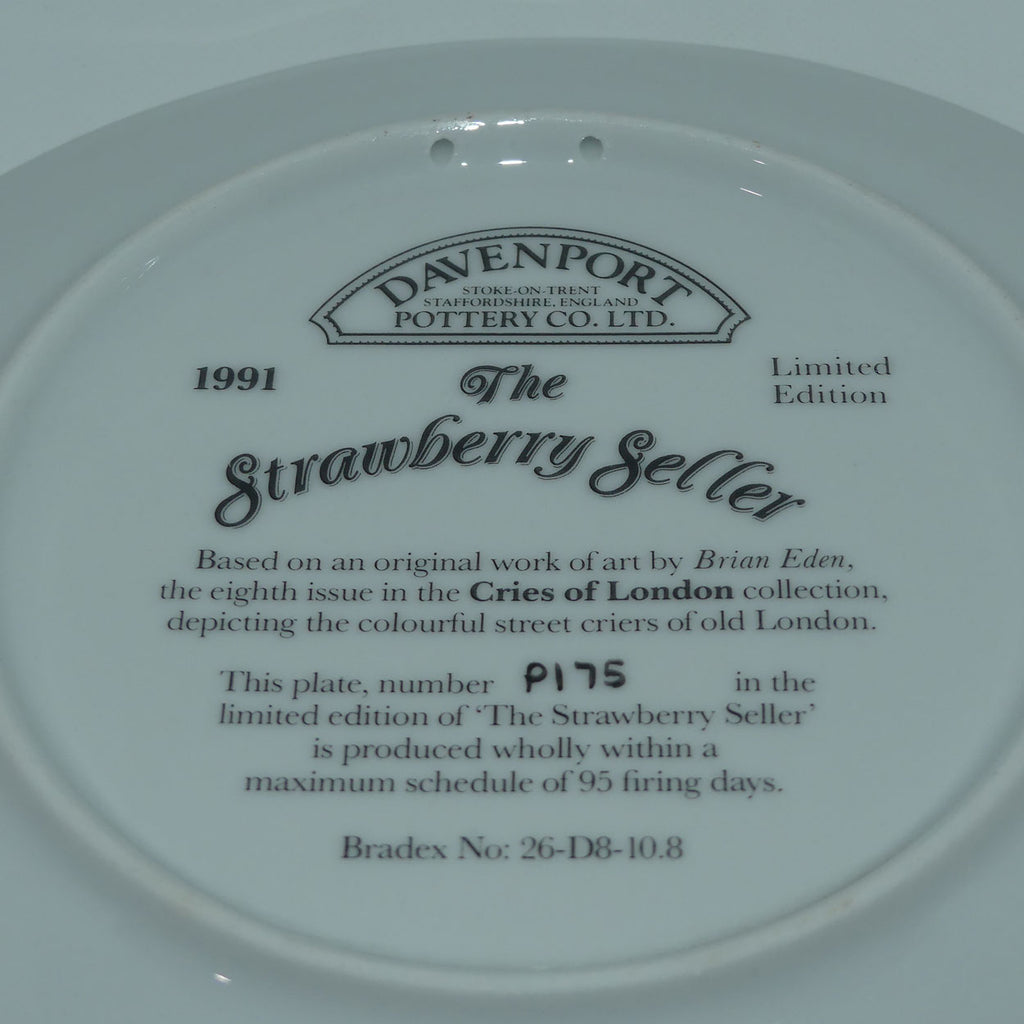 DAVENPORT
STOKE-ON-TRENT
STAFFORDSHIRE, ENGLAND
POTTERY CO. LTD.
1991
The
Limited
Edition
Strawberry Seller
Based on an original work of art by Brian Eden,
the eighth issue in the Cries of London collection,
depicting the colourful street criers of old London.
This plate, number P175 in the
limited edition of ‘The Strawberry Seller’
is produced wholly within a
maximum schedule of 95 firing days.
Bradex No: 26-D8-10.8